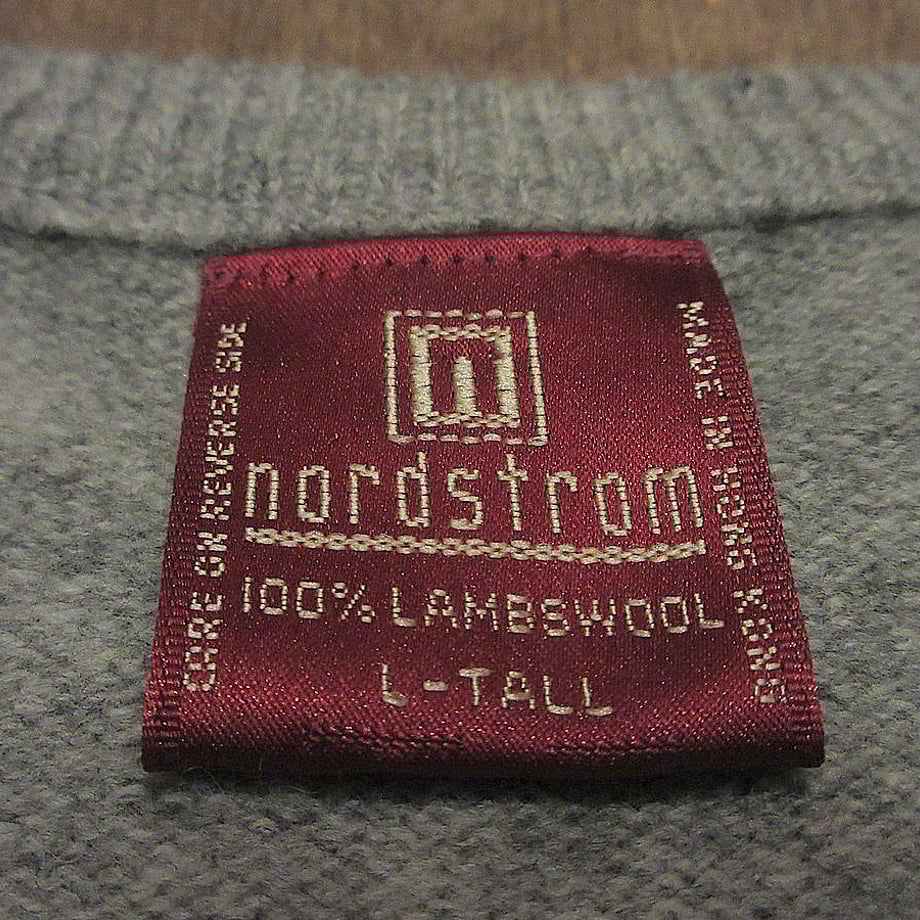 n
nordstrom
100% LAMBSWOOL
L-TALL
CARE ON REVERSE SIDE
MADE IN HONG KONG